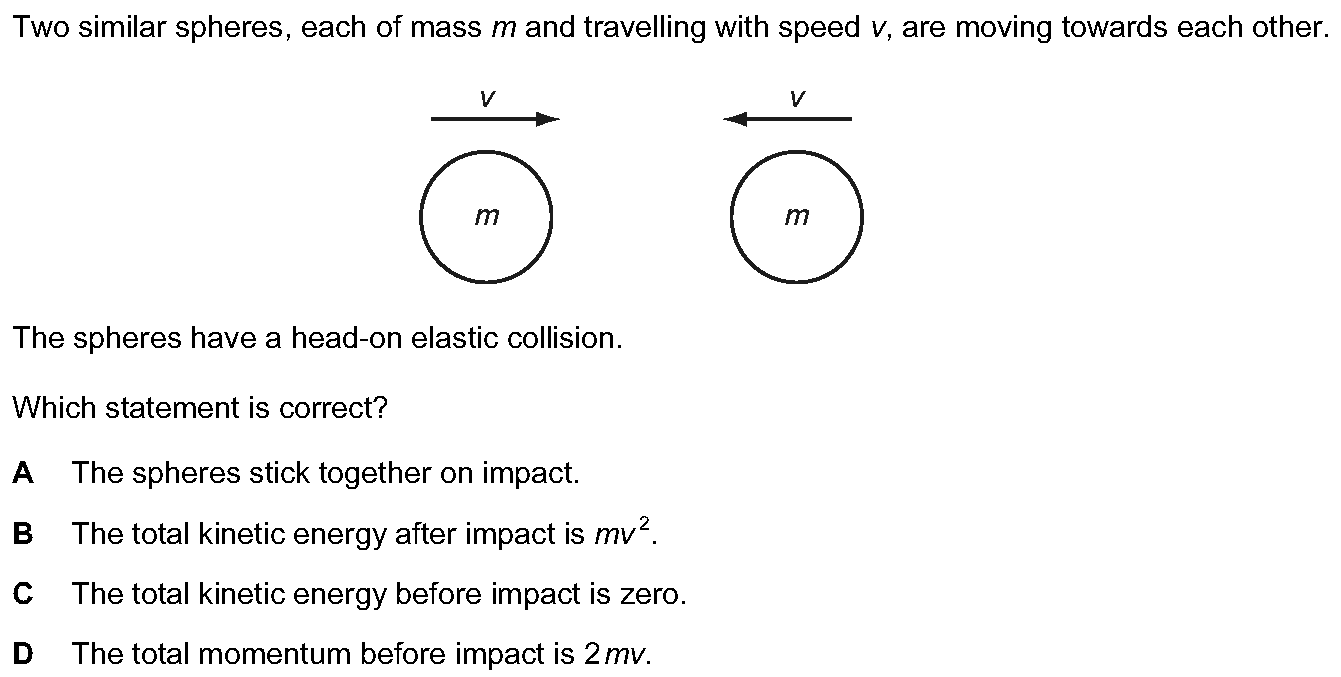 Two similar spheres, each of mass m and travelling with speed v, are moving towards each other.
v v
m m
The spheres have a head-on elastic collision.
Which statement is correct?
A The spheres stick together on impact.
B The total kinetic energy after impact is mv².
C The total kinetic energy before impact is zero.
D The total momentum before impact is 2mv.